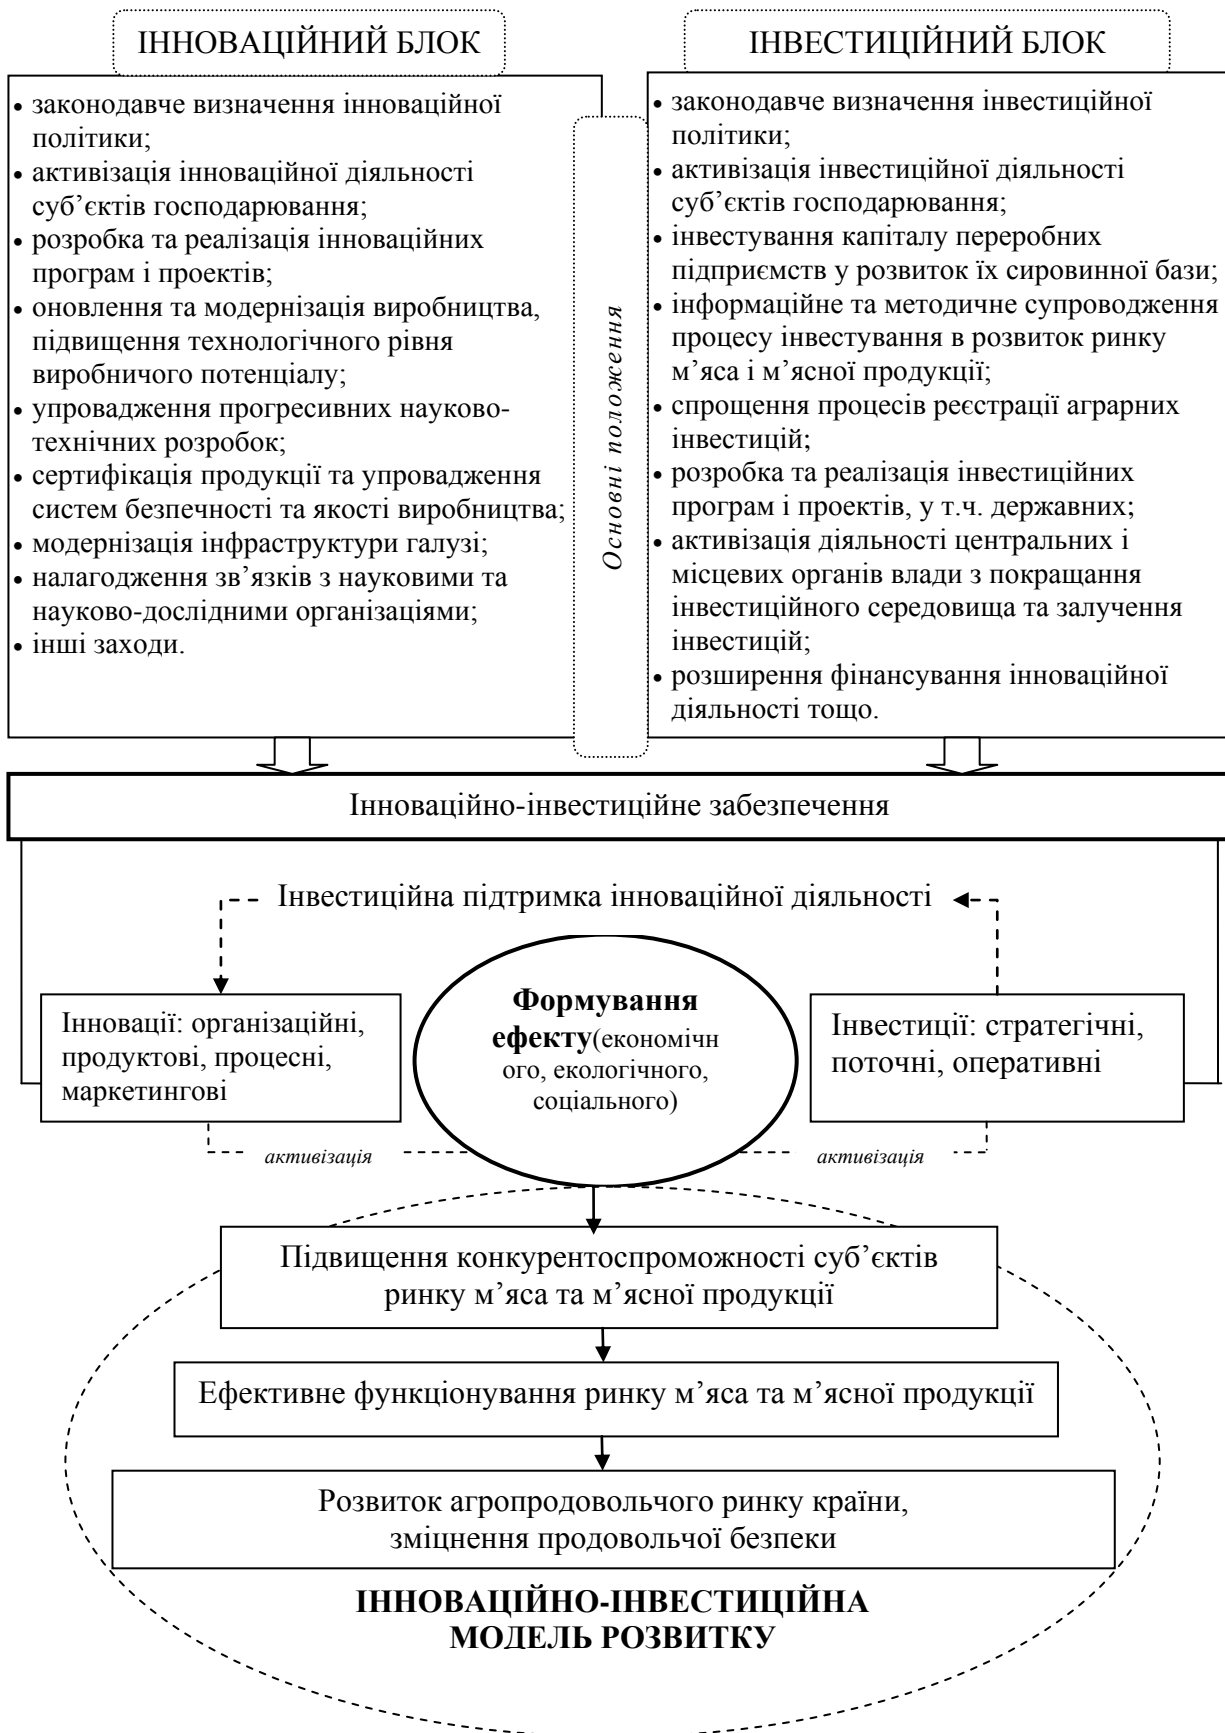 ІННОВАЦІЙНИЙ БЛОК
• законодавче визначення інноваційної
політики;
• активізація інноваційної діяльності
суб’єктів господарювання;
• розробка та реалізація інноваційних
програм і проектів;
• оновлення та модернізація виробництва,
підвищення технологічного рівня
виробничого потенціалу;
• упровадження прогресивних науково-
технічних розробок;
• сертифікація продукції та упровадження
систем безпечності та якості виробництва;
• модернізація інфраструктури галузі;
• налагодження зв’язків з науковими та
науково-дослідними організаціями;
• інші заходи.
Основні положення
ІНВЕСТИЦІЙНИЙ БЛОК
• законодавче визначення інвестиційної
політики;
• активізація інвестиційної діяльності
суб’єктів господарювання;
• інвестування капіталу переробних
підприємств у розвиток їх сировинної бази;
• інформаційне та методичне супроводження
процесу інвестування в розвиток ринку
м’яса і м’ясної продукції;
• спрощення процесів реєстрації аграрних
інвестицій;
• розробка та реалізація інвестиційних
програм і проектів, у т.ч. державних;
• активізація діяльності центральних і
місцевих органів влади з покращання
інвестиційного середовища та залучення
інвестицій;
• розширення фінансування інноваційної
діяльності тощо.
Інноваційно-інвестиційне забезпечення
Інвестиційна підтримка інноваційної діяльності
Інновації: організаційні,
продуктові, процесні,
маркетингові
Формування
ефекту(економічн
ого, екологічного,
соціального)
Інвестиції: стратегічні,
поточні, оперативні
активізація
активізація
Підвищення конкурентоспроможності суб’єктів
ринку м’яса та м’ясної продукції
Ефективне функціонування ринку м’яса та м’ясної продукції
Розвиток агропродовольчого ринку країни,
зміцнення продовольчої безпеки
ІННОВАЦІЙНО-ІНВЕСТИЦІЙНА
МОДЕЛЬ РОЗВИТКУ